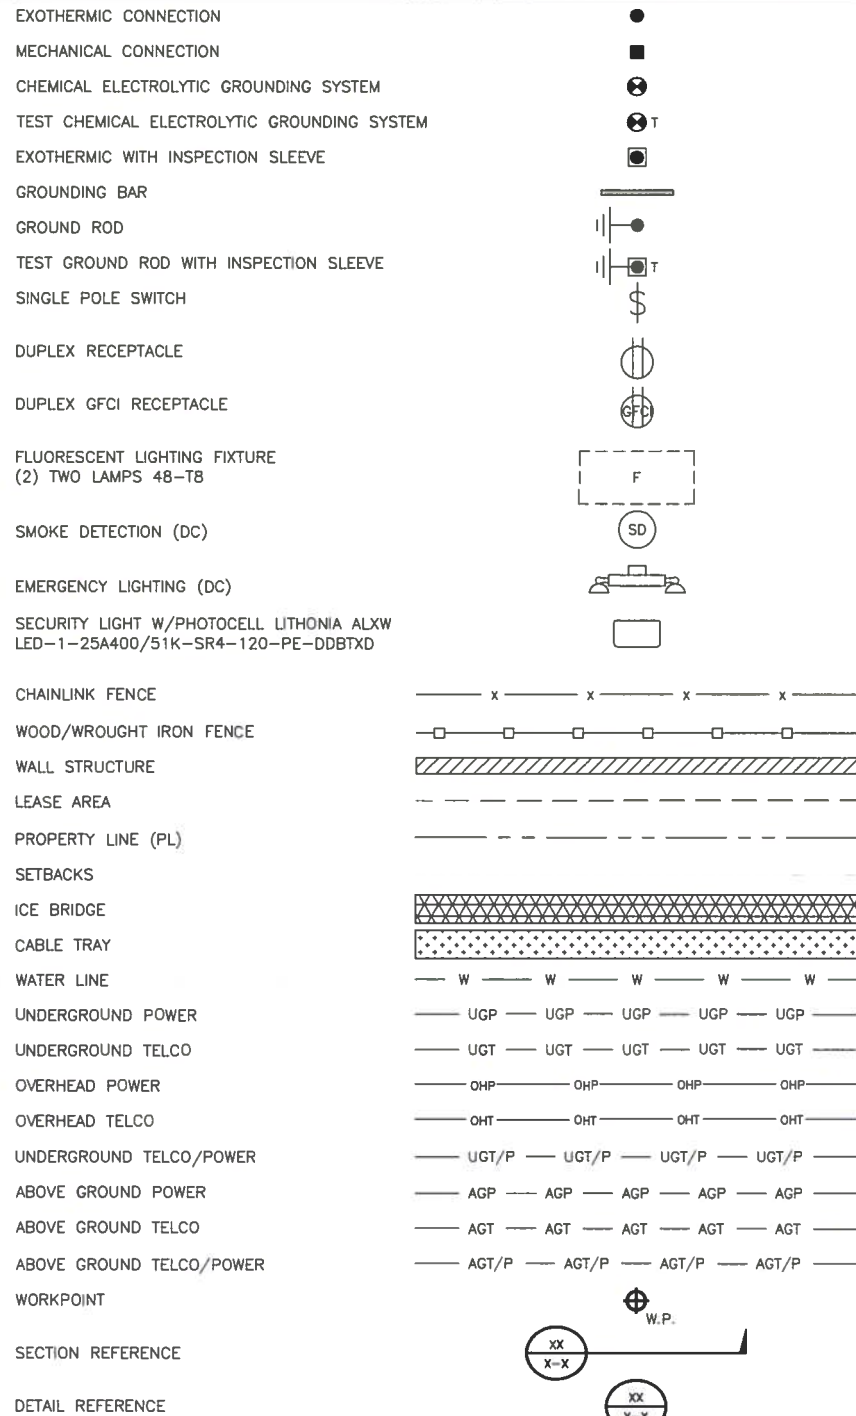 EXOTHERMIC CONNECTION
MECHANICAL CONNECTION
CHEMICAL ELECTROLYTIC GROUNDING SYSTEM
TEST CHEMICAL ELECTROLYTIC GROUNDING SYSTEM T
EXOTHERMIC WITH INSPECTION SLEEVE
GROUNDING BAR
GROUND ROD
TEST GROUND ROD WITH INSPECTION SLEEVE T
SINGLE POLE SWITCH $
DUPLEX RECEPTACLE
DUPLEX GFCI RECEPTACLE GFCI
FLUORESCENT LIGHTING FIXTURE
(2) TWO LAMPS 48-T8 F
SMOKE DETECTION (DC) SD
EMERGENCY LIGHTING (DC)
SECURITY LIGHT W/PHOTOCELL LITHONIA ALXW
LED-1-25A400/51K-SR4-120-PE-DDBTXD
CHAINLINK FENCE X X X X
WOOD/WROUGHT IRON FENCE
WALL STRUCTURE
LEASE AREA
PROPERTY LINE (PL)
SETBACKS
ICE BRIDGE
CABLE TRAY
WATER LINE W W W W W
UNDERGROUND POWER UGP UGP UGP UGP UGP
UNDERGROUND TELCO UGT UGT UGT UGT UGT
OVERHEAD POWER OHP OHP OHP OHP
OVERHEAD TELCO OHT OHT OHT OHT
UNDERGROUND TELCO/POWER UGT/P UGT/P UGT/P UGT/P
ABOVE GROUND POWER AGP AGP AGP AGP AGP
ABOVE GROUND TELCO AGT AGT AGT AGT AGT
ABOVE GROUND TELCO/POWER AGT/P AGT/P AGT/P AGT/P
WORKPOINT W.P.
SECTION REFERENCE XX
X-X
DETAIL REFERENCE XX
X-X